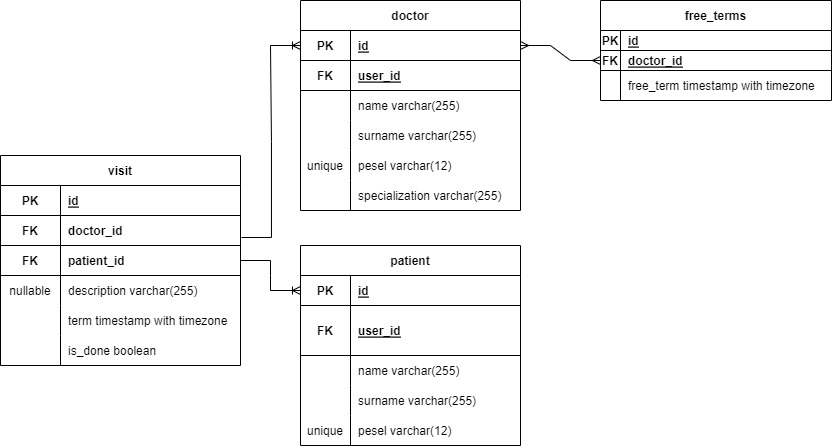 doctor
PK id
FK user_id
name varchar(255)
surname varchar(255)
unique pesel varchar(12)
specialization varchar(255)
free_terms
PK id
FK doctor_id
free_term timestamp with timezone
visit
PK id
FK doctor_id
FK patient_id
nullable description varchar(255)
term timestamp with timezone
is_done boolean
patient
PK id
FK user_id
name varchar(255)
surname varchar(255)
unique pesel varchar(12)